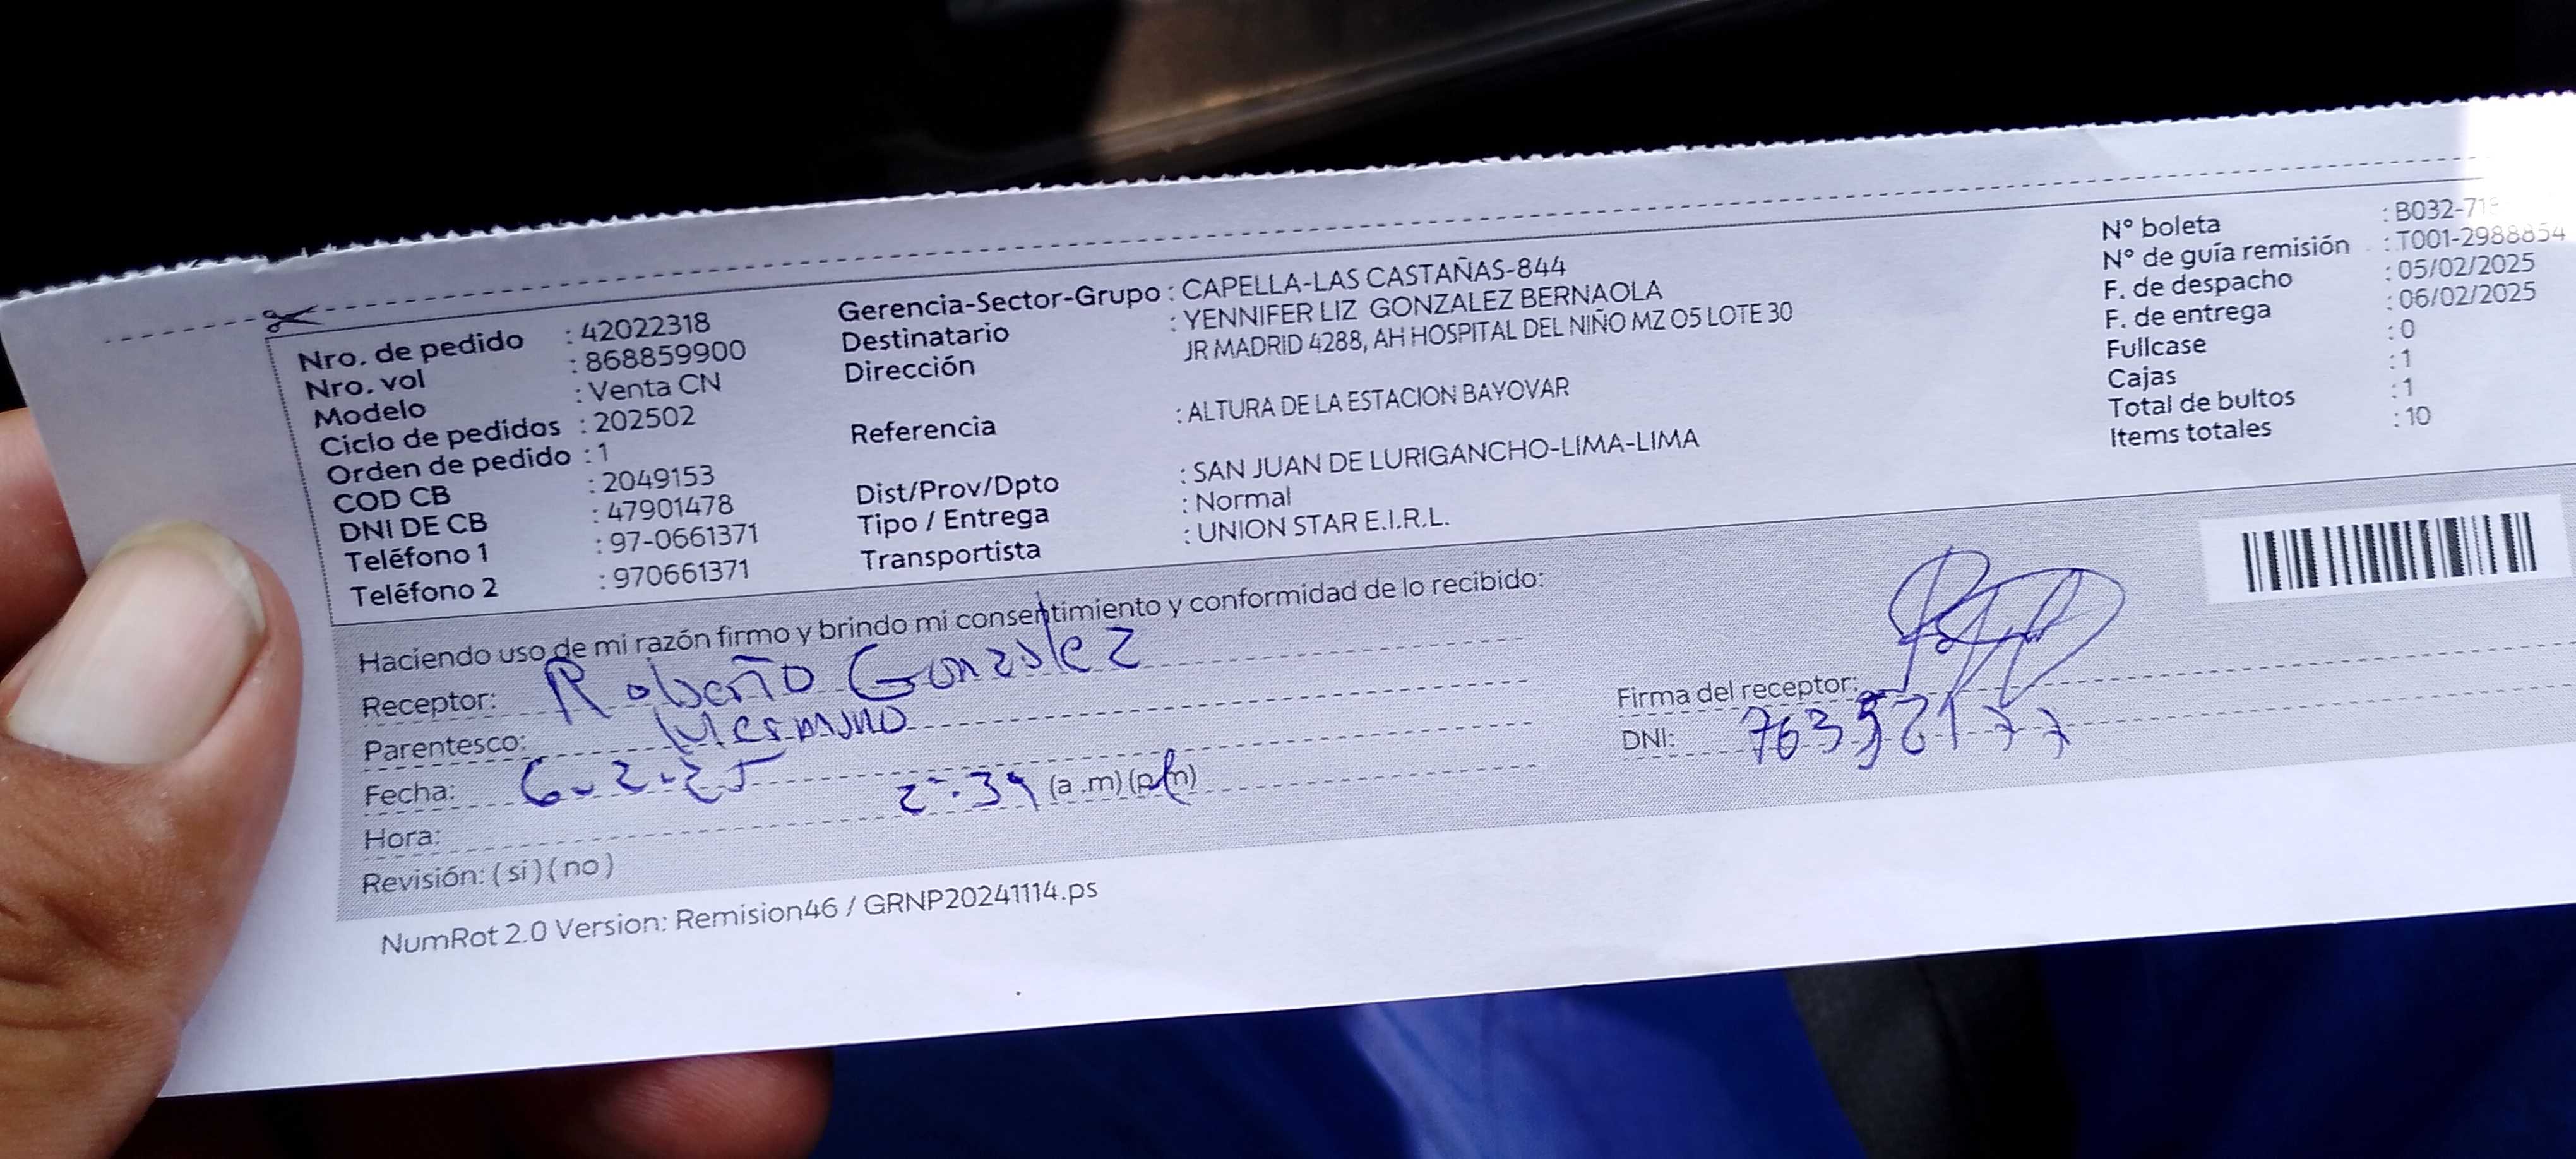 Nro. de pedido : 42022318
Nro. vol : 868859900
Modelo : Venta CN
Ciclo de pedidos : 202502
Orden de pedido : 1
COD CB : 2049153
DNI DE CB : 47901478
Teléfono 1 : 97-0661371
Teléfono 2 : 970661371
Gerencia-Sector-Grupo : CAPELLA-LAS CASTAÑAS-844
Destinatario : YENNIFER LIZ GONZALEZ BERNAOLA
Dirección JR MADRID 4288, AH HOSPITAL DEL NIÑO MZ O5 LOTE 30
Referencia : ALTURA DE LA ESTACION BAYOVAR
Dist/Prov/Dpto : SAN JUAN DE LURIGANCHO-LIMA-LIMA
Tipo / Entrega : Normal
Transportista : UNION STAR E.I.R.L.
N° boleta : B032-71
N° de guía remisión : T001-2988854
F. de despacho : 05/02/2025
F. de entrega : 06/02/2025
Fullcase : 0
Cajas : 1
Total de bultos : 1
Items totales : 10
Haciendo uso de mi razón firmo y brindo mi consentimiento y conformidad de lo recibido:
Receptor: Roberto Gonzalez
Parentesco: Hermano
Fecha: 6-2-25
Hora: 2:39 (a.m) (p.m)
Revisión: ( si ) ( no )
Firma del receptor:
DNI:
NumRot 2.0 Version: Remision46 / GRNP20241114.ps